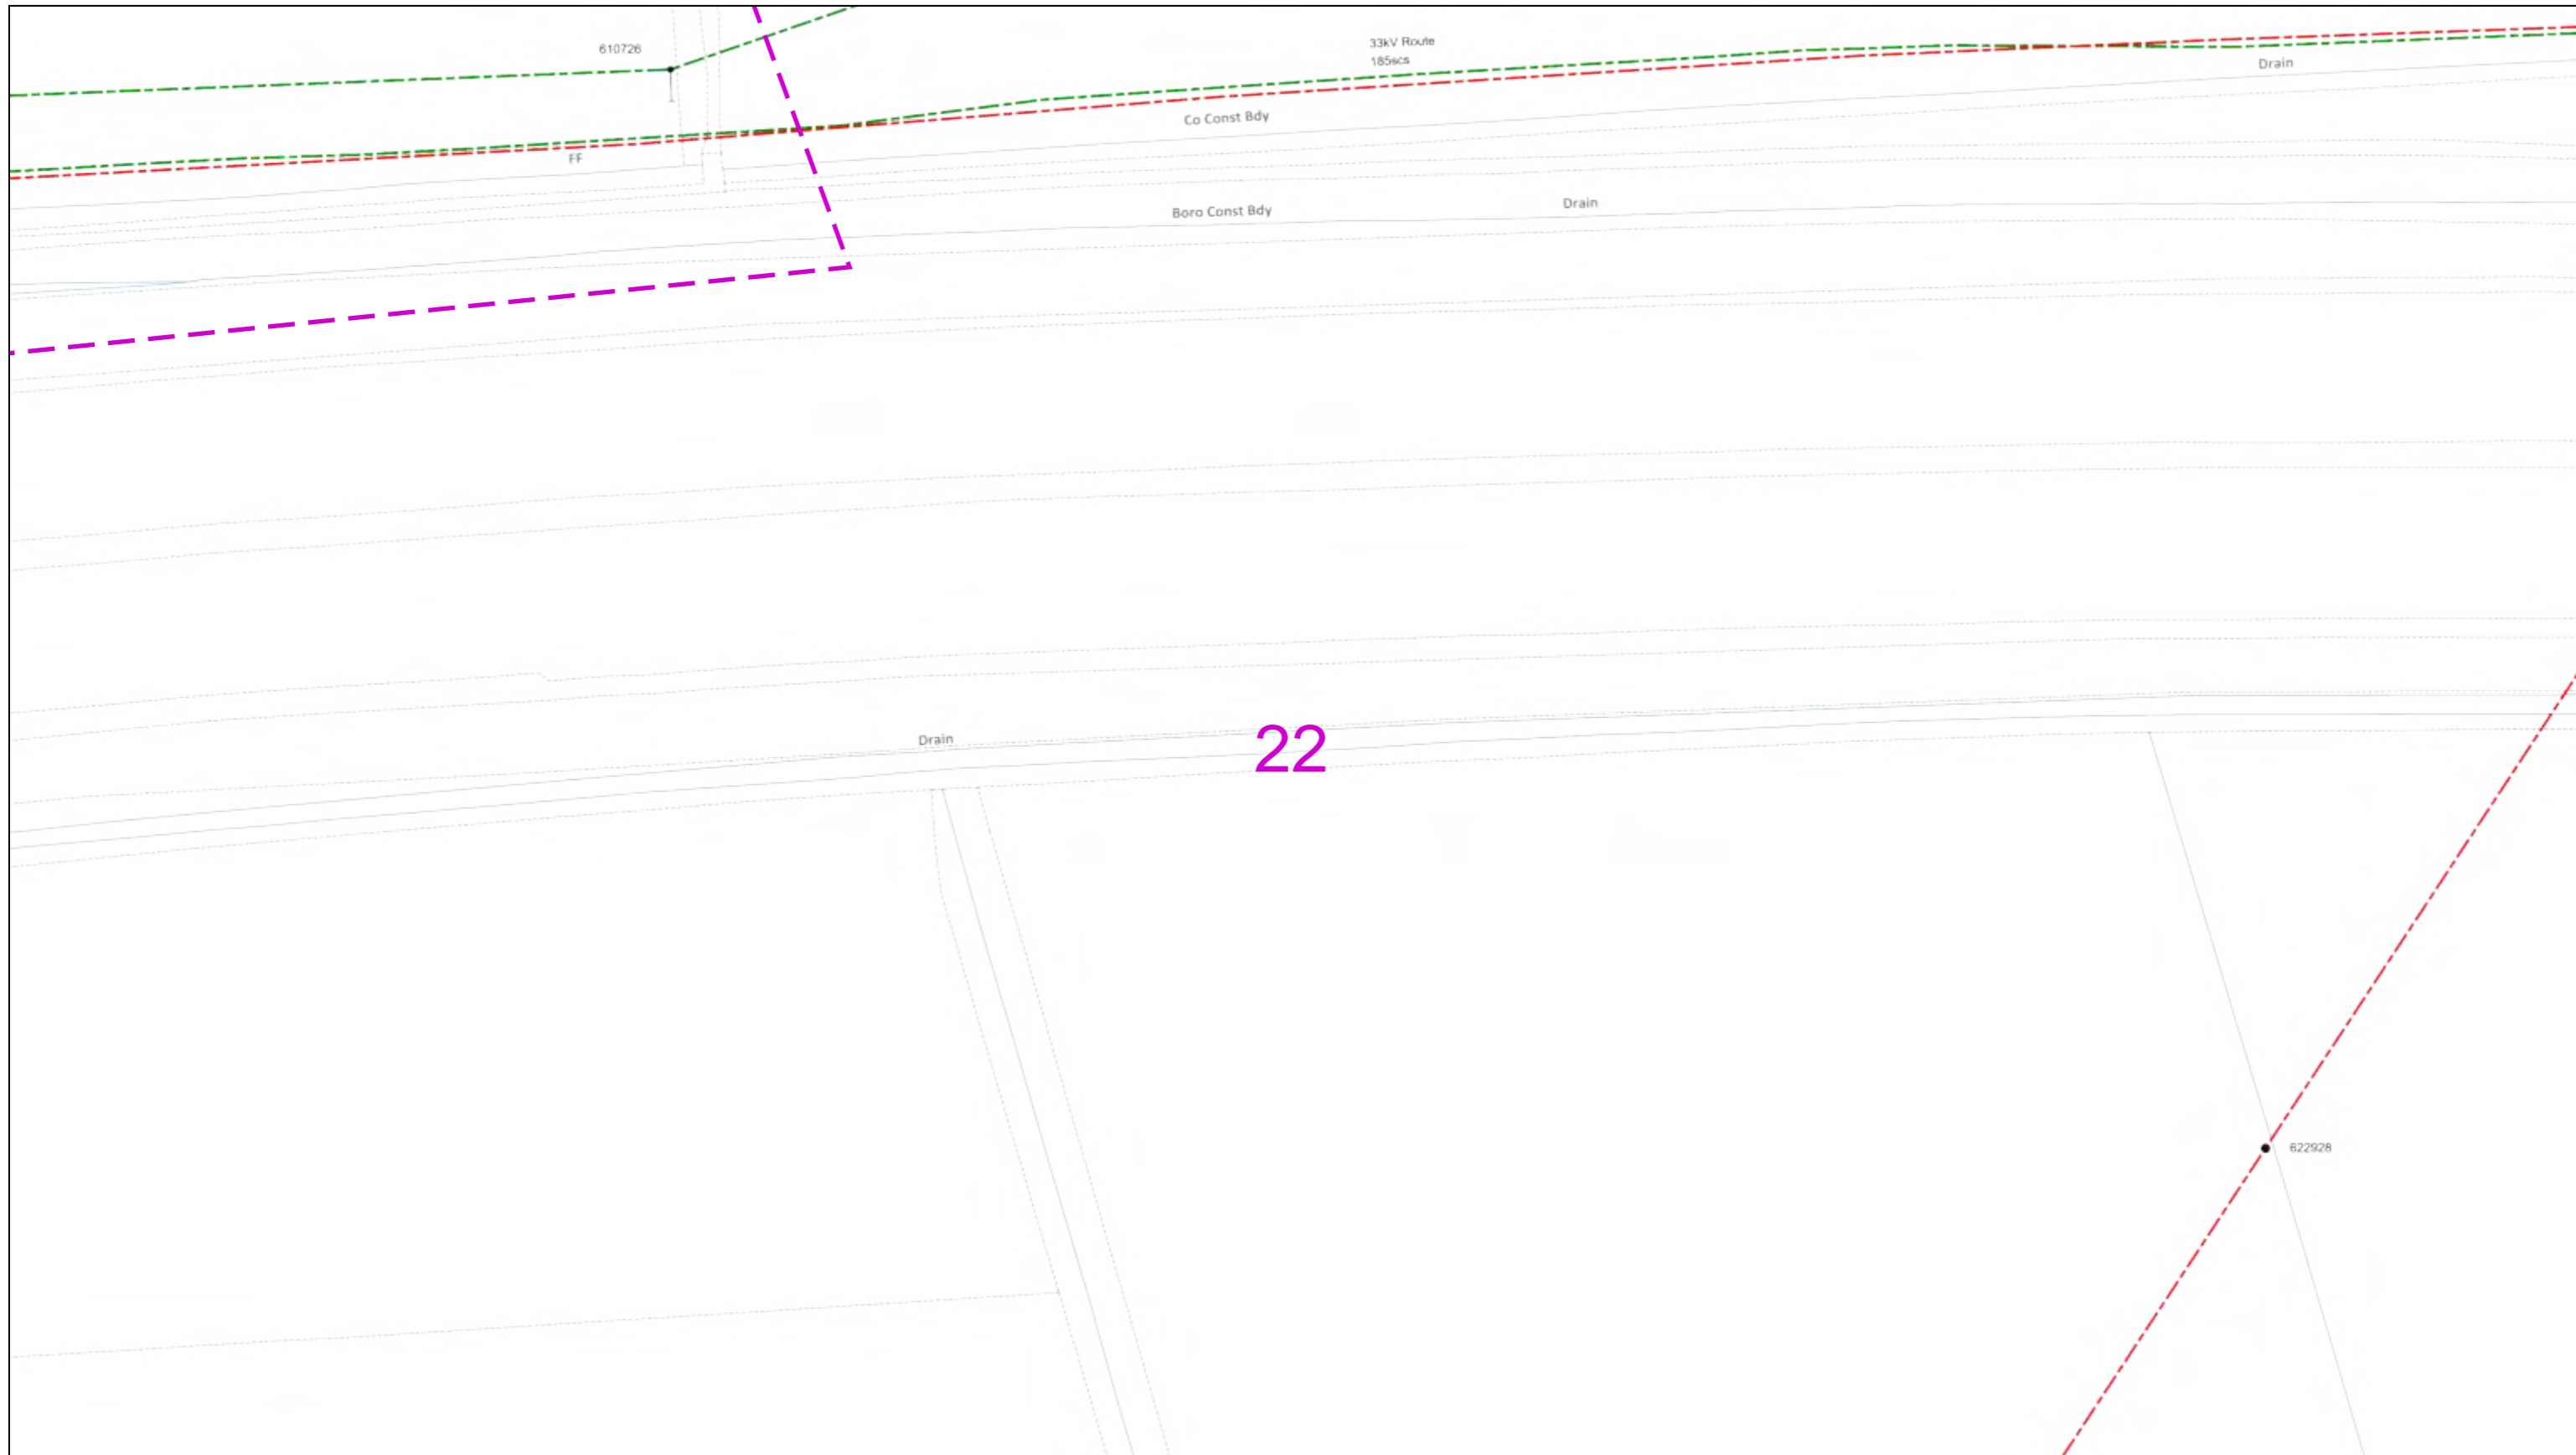 610726
33kV Route
185scs
Drain
Co Const Bdy
FF
Drain
Boro Const Bdy
Drain
22
622928